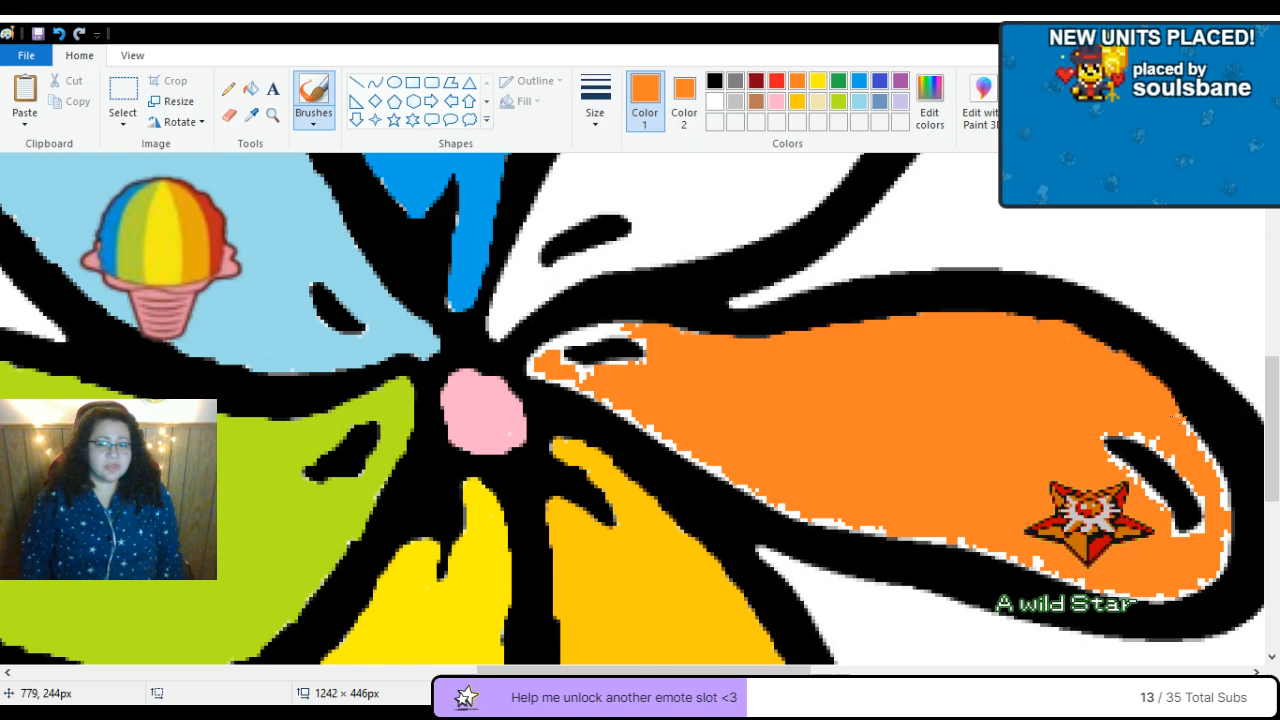 File
Home
View
Paste
Cut
Copy
Clipboard
Select
Crop
Resize
Rotate
Image
A
Tools
Brushes
Outline
Fill
Shapes
Size
Color 1
Color 2
Edit colors
Edit with Paint 3D
Colors
NEW UNITS PLACED!
placed by
soulsbane
A wild Star
779, 244px
1242 × 446px
Help me unlock another emote slot <3
13 / 35 Total Subs